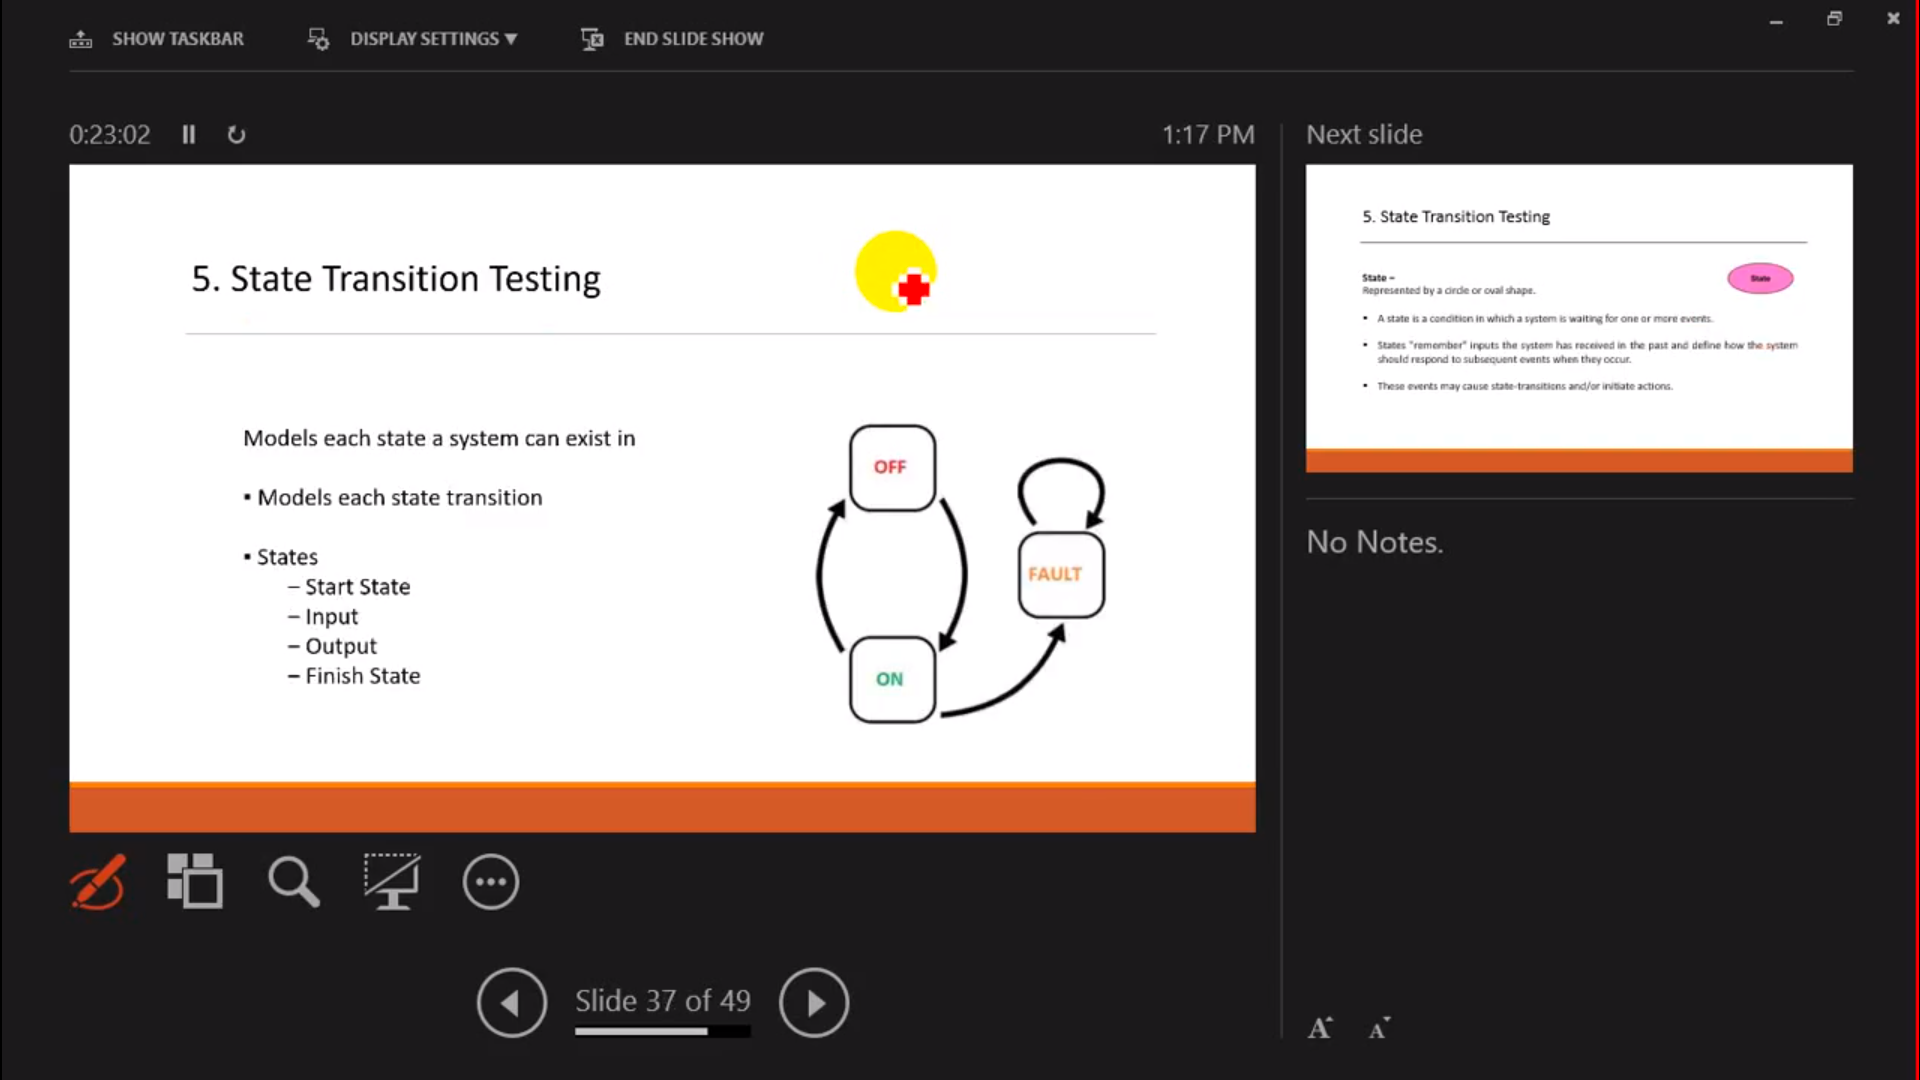 SHOW TASKBAR
DISPLAY SETTINGS ▼
END SLIDE SHOW
0:23:02
1:17 PM
5. State Transition Testing
Models each state a system can exist in
▪ Models each state transition
▪ States
– Start State
– Input
– Output
– Finish State
OFF
FAULT
ON
Next slide
5. State Transition Testing
State –
Represented by a circle or oval shape.
State
• A state is a condition in which a system is waiting for one or more events.
• States "remember" inputs the system has received in the past and define how the system
should respond to subsequent events when they occur.
• These events may cause state-transitions and/or initiate actions.
No Notes.
Slide 37 of 49
A A